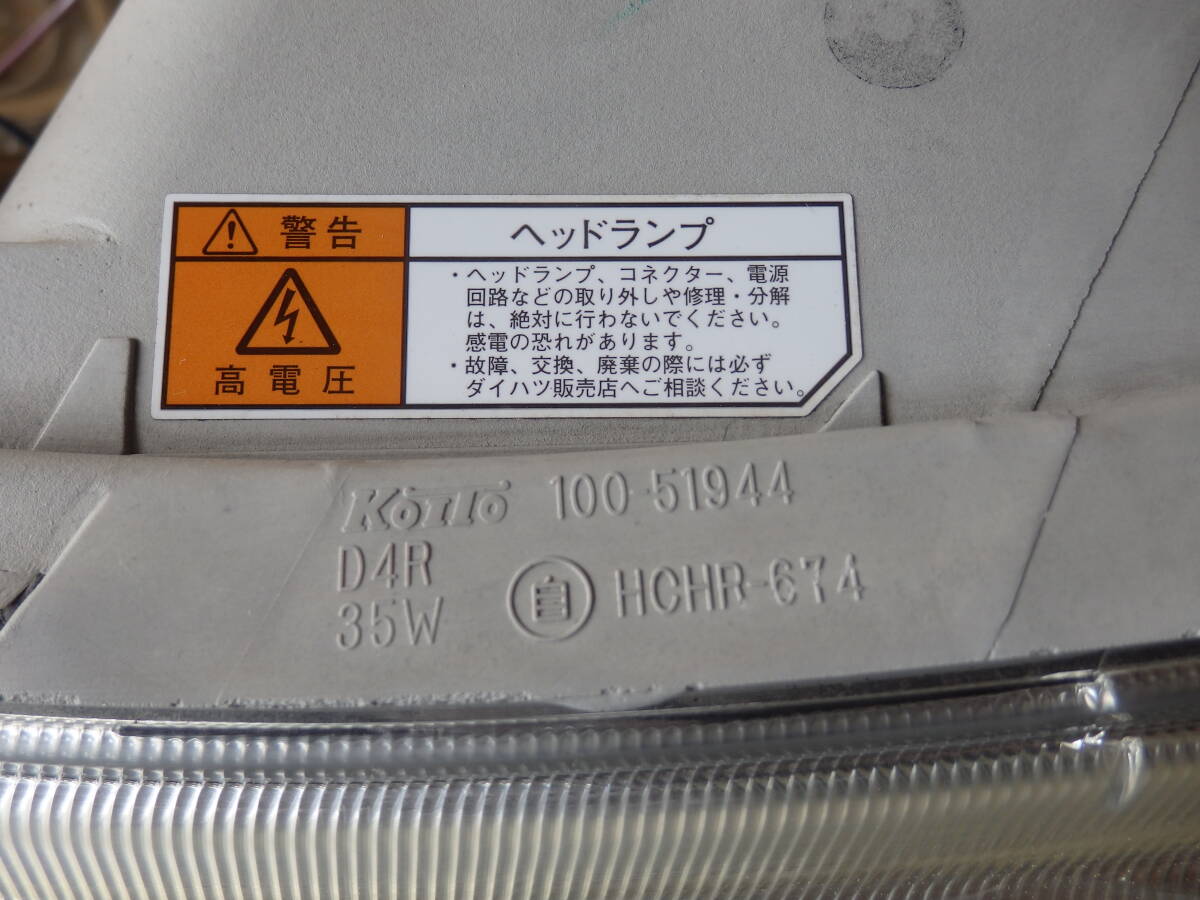 警告
高電圧
ヘッドランプ
・ヘッドランプ、コネクター、電源
回路などの取り外しや修理・分解
は、絶対に行わないでください。
感電の恐れがあります。
・故障、交換、廃棄の際には必ず
ダイハツ販売店へご相談ください。
KOITO 100-51944
D4R
35W
自 HCHR-674